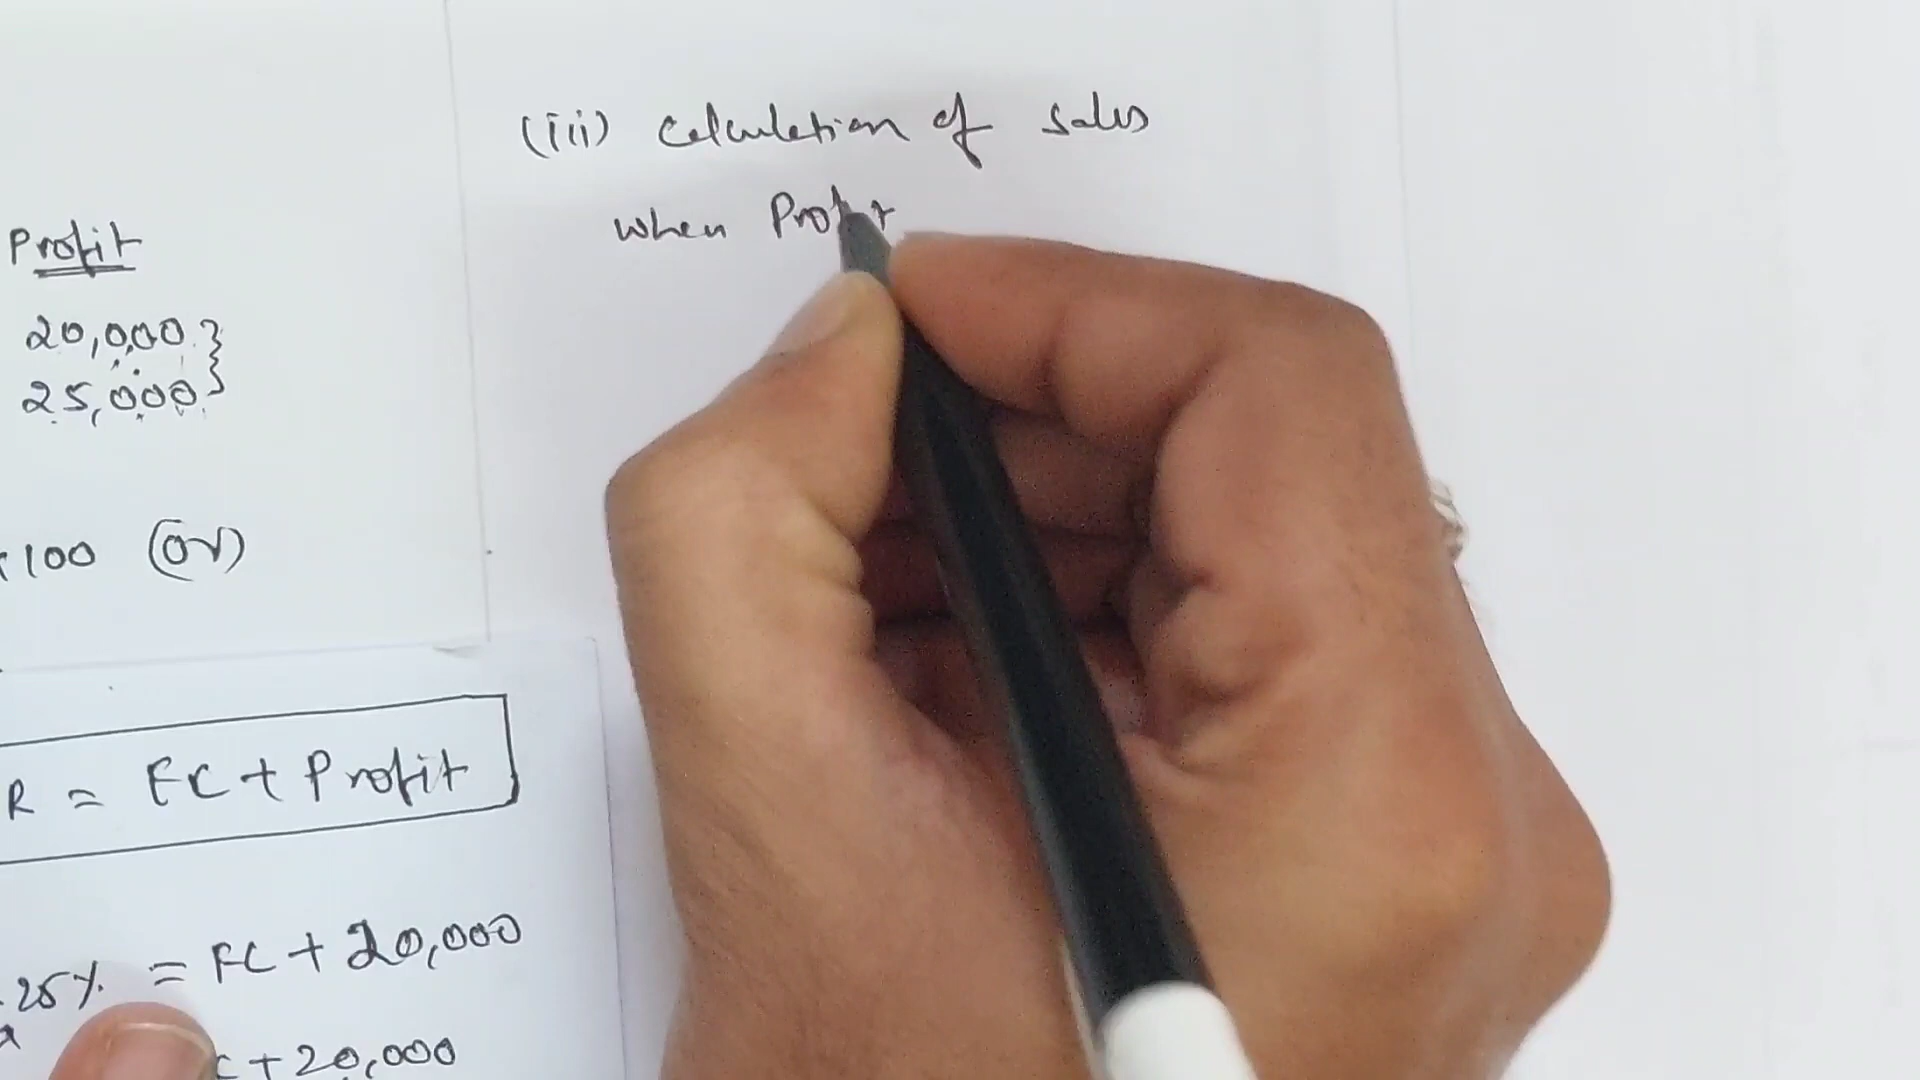 (iii) Calculation of sales
when Profit
Profit
20,000
25,000
100 (or)
R = FC + Profit
25% = FC + 20,000
+ 20,000